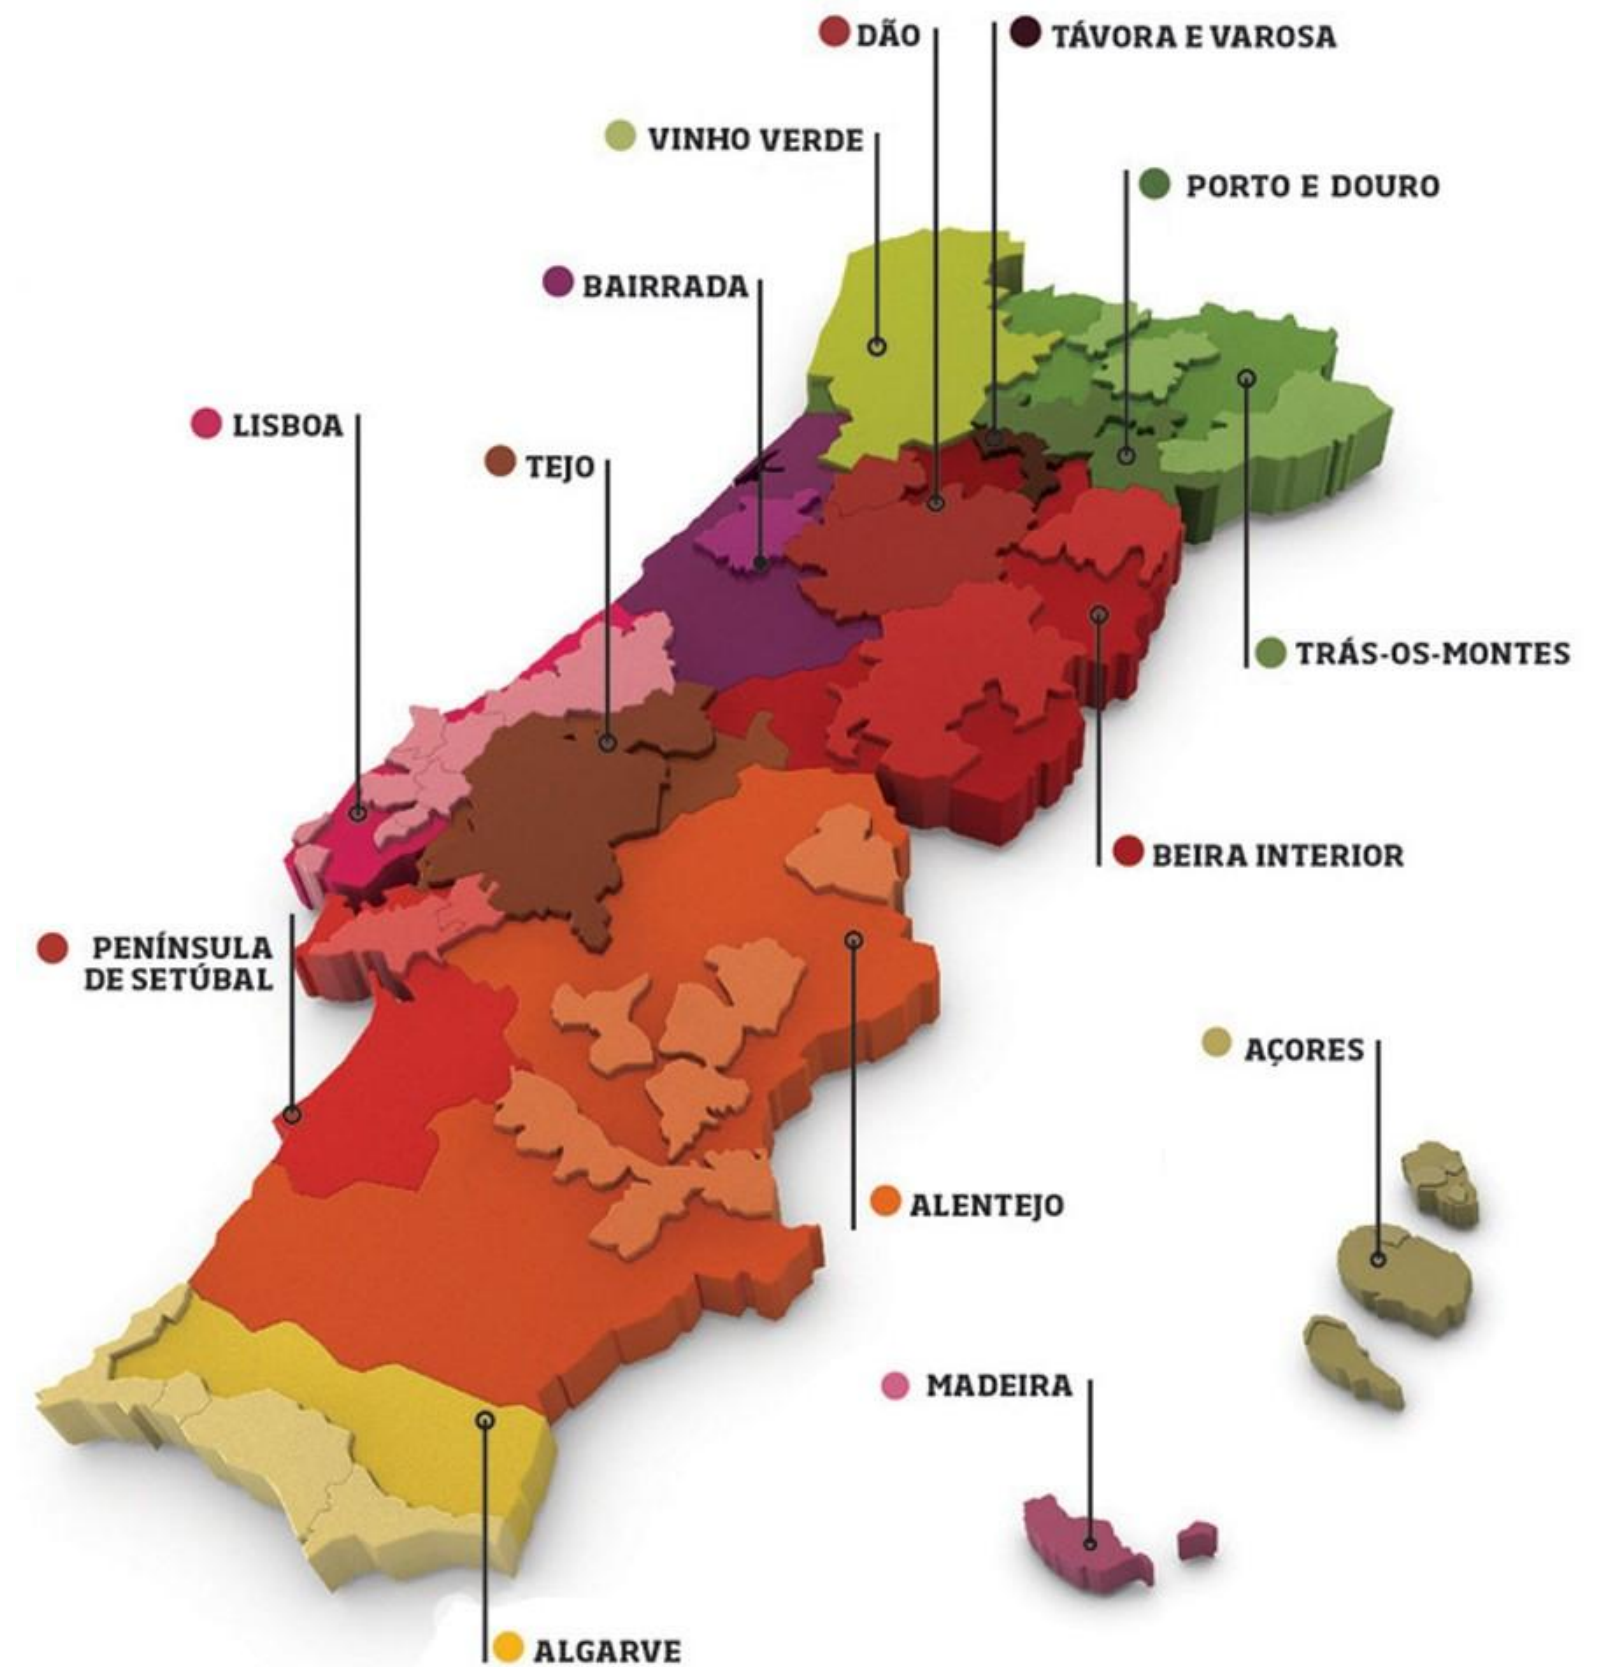 DÃO
TÁVORA E VAROSA
VINHO VERDE
PORTO E DOURO
BAIRRADA
LISBOA
TEJO
TRÁS-OS-MONTES
BEIRA INTERIOR
PENÍNSULA
DE SETÚBAL
AÇORES
ALENTEJO
MADEIRA
ALGARVE